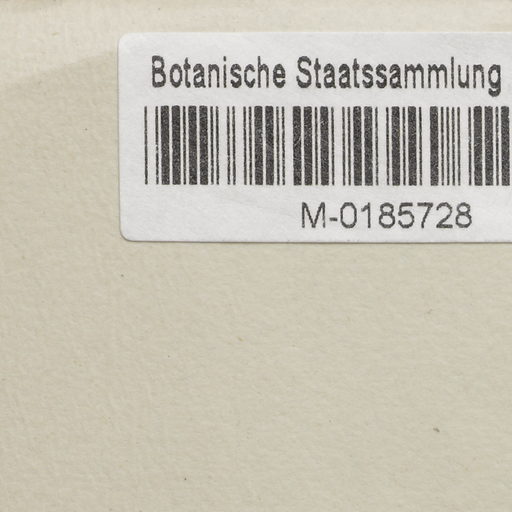 Botanische Staatssammlung
M-0185728